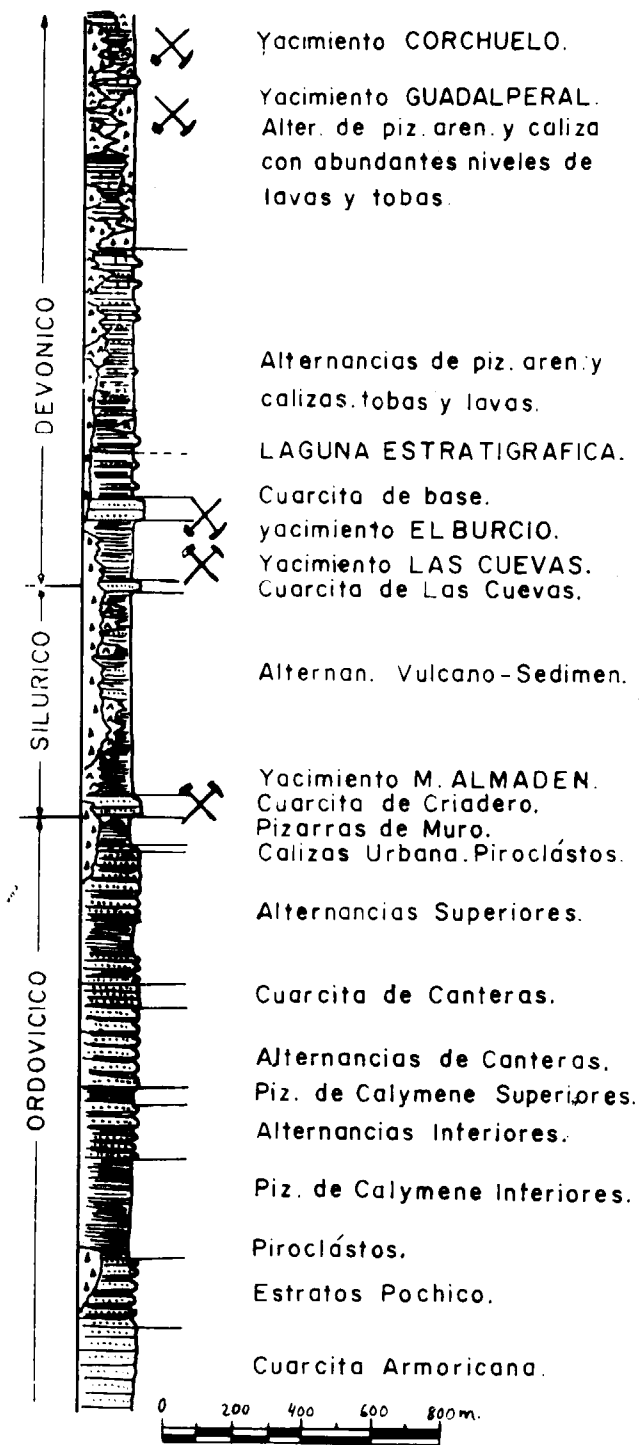 Yacimiento CORCHUELO.
Yacimiento GUADALPERAL.
Alter. de piz. aren. y caliza
con abundantes niveles de
lavas y tobas.
DEVONICO
Alternancias de piz. aren. y
calizas. tobas y lavas.
LAGUNA ESTRATIGRAFICA.
Cuarcita de base.
yacimiento EL BURCIO.
Yacimiento LAS CUEVAS.
Cuarcita de Las Cuevas.
SILURICO
Alternan. Vulcano-Sedimen.
Yacimiento M. ALMADEN.
Cuarcita de Criadero.
Pizarras de Muro.
Calizas Urbana. Piroclástos.
ORDOVICICO
Alternancias Superiores.
Cuarcita de Canteras.
Alternancias de Canteras.
Piz. de Calymene Superiores.
Alternancias Inferiores.
Piz. de Calymene Inferiores.
Piroclástos.
Estratos Pochico.
Cuarcita Armoricana.
0 200 400 600 800 m.